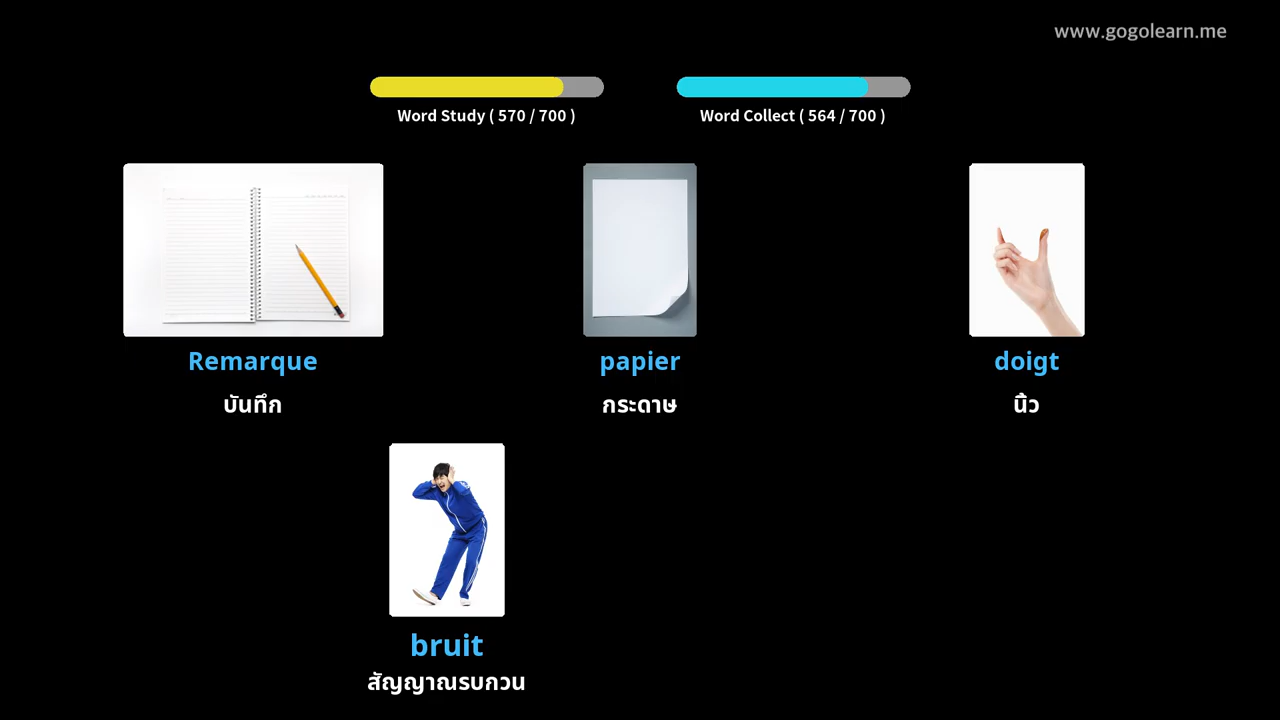 www.gogolearn.me
Word Study ( 570 / 700 )
Word Collect ( 564 / 700 )
Remarque
บันทึก
papier
กระดาษ
doigt
นิ้ว
bruit
สัญญาณรบกวน